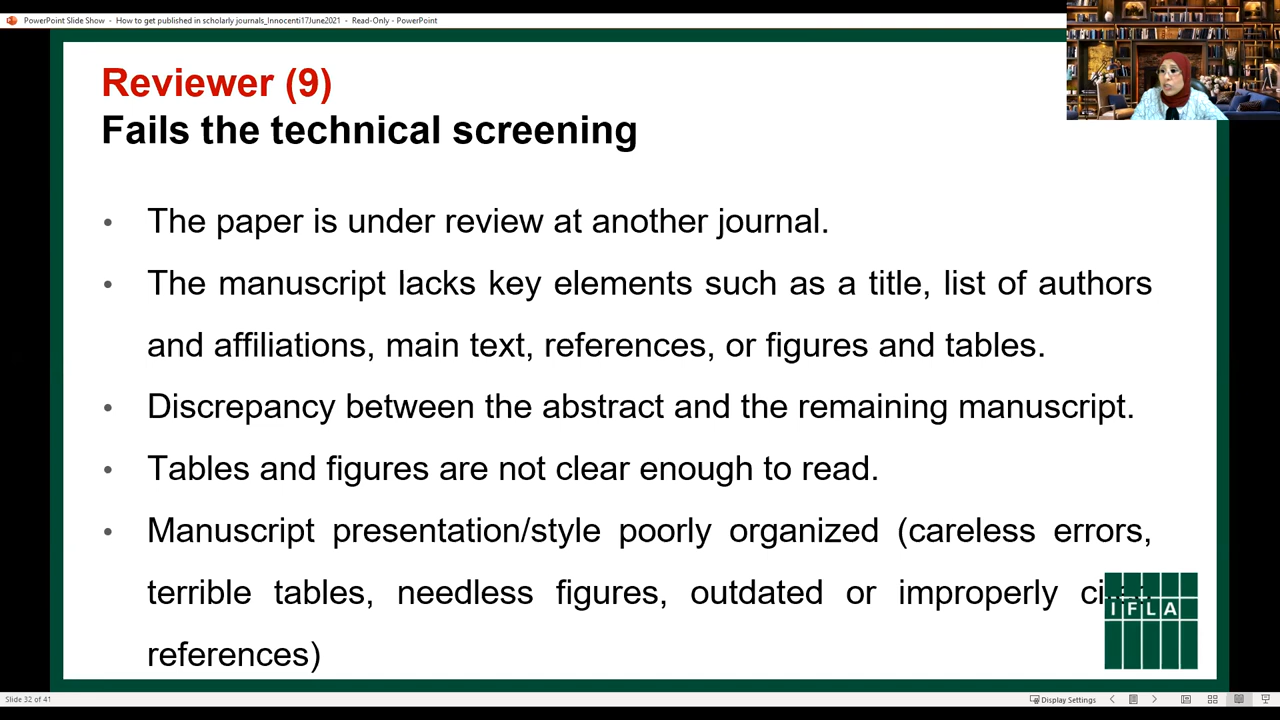 PowerPoint Slide Show - How to get published in scholarly journals_Innocenti17June2021 - Read-Only - PowerPoint
Reviewer (9)
Fails the technical screening
• The paper is under review at another journal.
• The manuscript lacks key elements such as a title, list of authors
and affiliations, main text, references, or figures and tables.
• Discrepancy between the abstract and the remaining manuscript.
• Tables and figures are not clear enough to read.
• Manuscript presentation/style poorly organized (careless errors,
terrible tables, needless figures, outdated or improperly
references)
IFLA
Slide 32 of 41
Display Settings